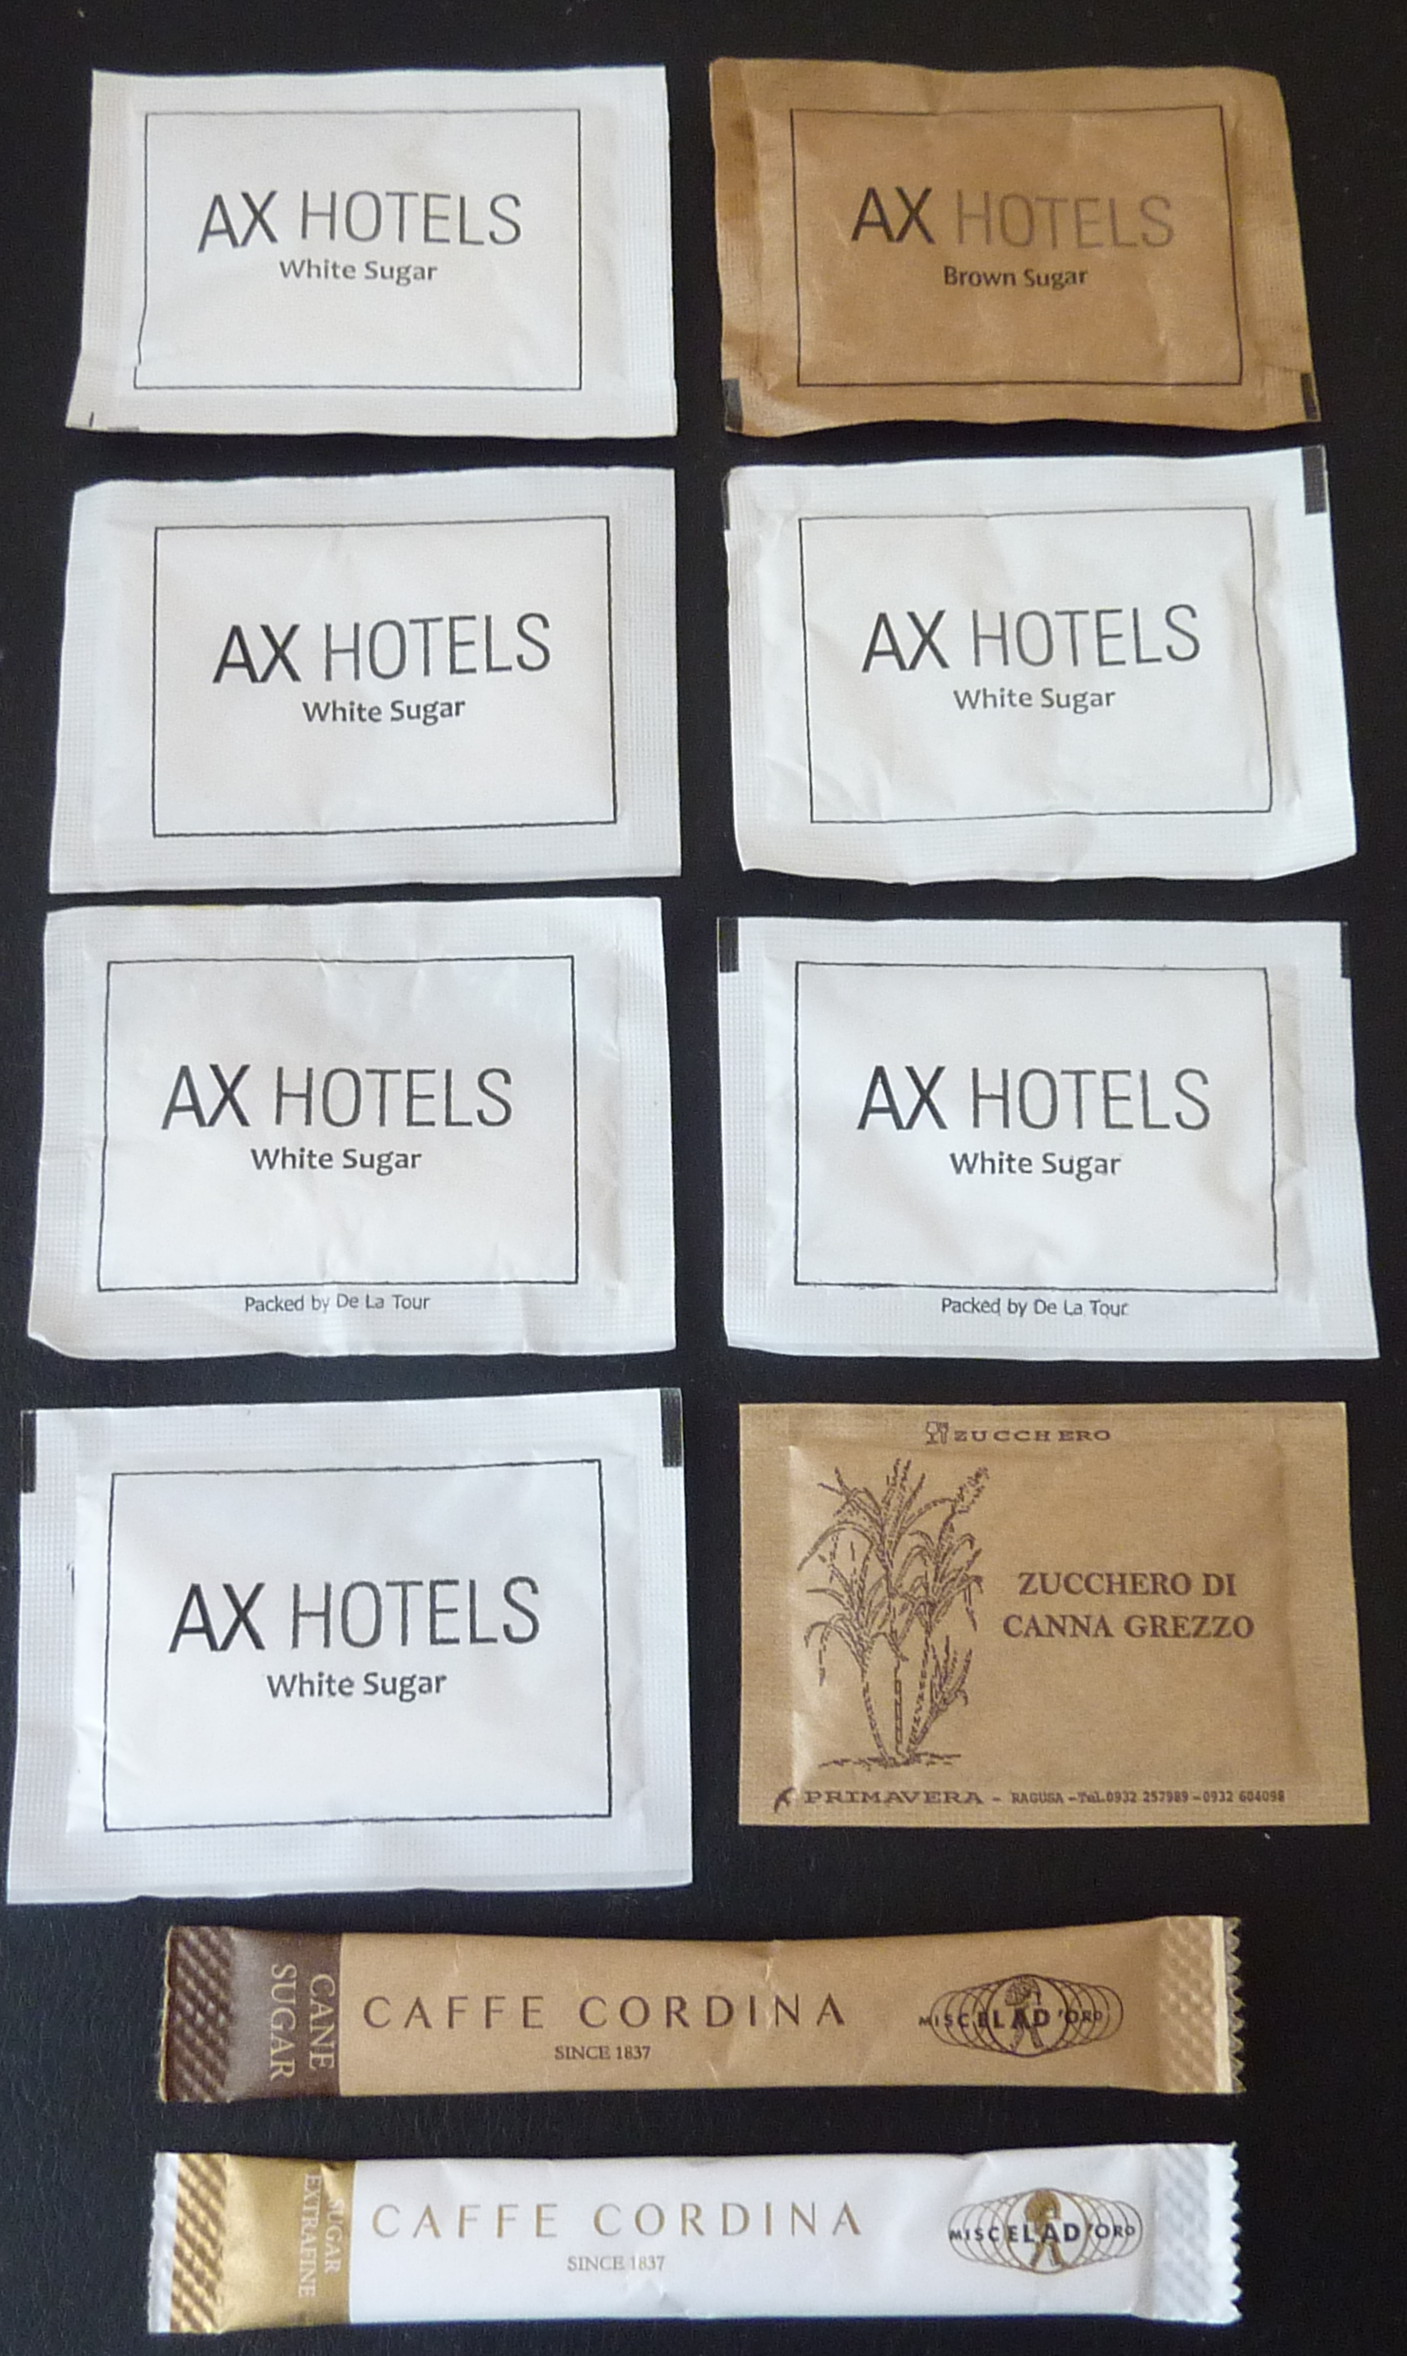 AX HOTELS
White Sugar
AX HOTELS
Brown Sugar
AX HOTELS
White Sugar
AX HOTELS
White Sugar
AX HOTELS
White Sugar
Packed by De La Tour
AX HOTELS
White Sugar
Packed by De La Tour
AX HOTELS
White Sugar
ZUCCHERO
ZUCCHERO DI
CANNA GREZZO
PRIMAVERA - RAGUSA - Tel. 0932 257989 - 0932 604098
CANE
SUGAR
CAFFE CORDINA
SINCE 1837
MISCELAD'ORO
SUGAR
EXTRAFINE
CAFFE CORDINA
SINCE 1837
MISCELAD'ORO